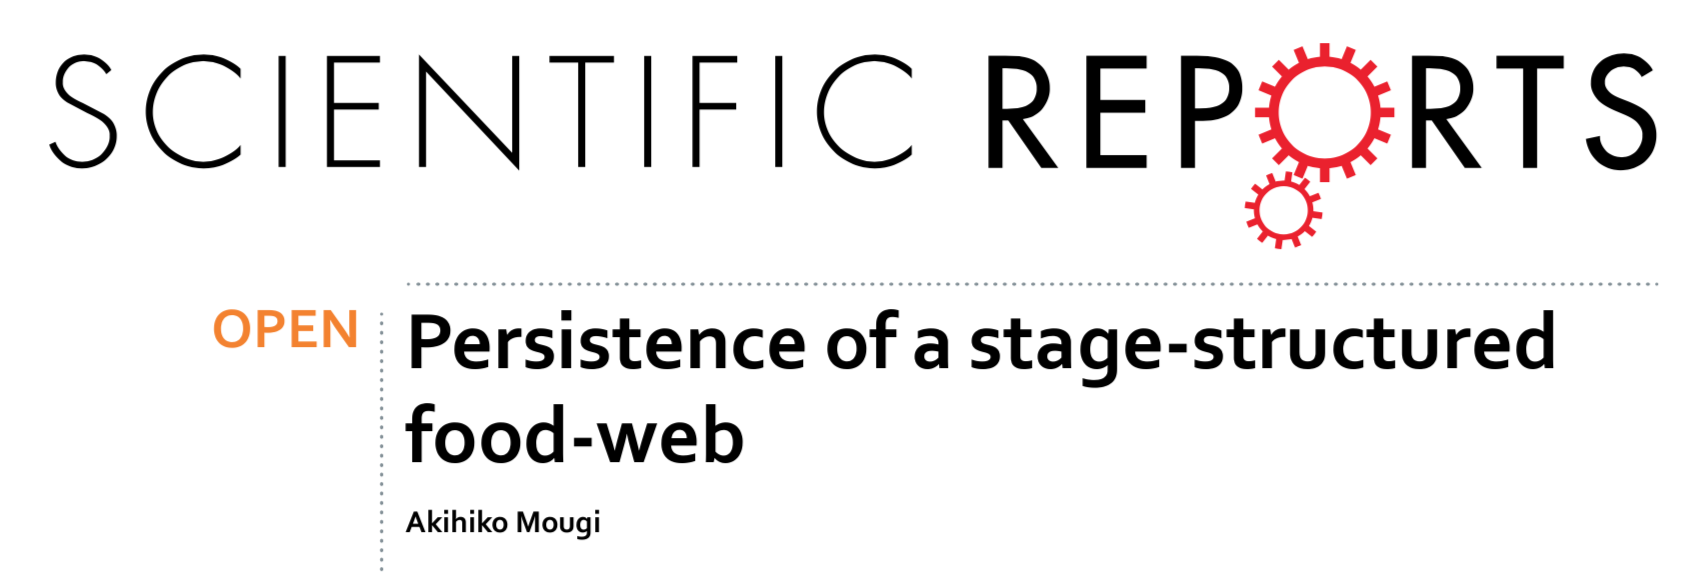 SCIENTIFIC REPORTS
OPEN
Persistence of a stage-structured
food-web
Akihiko Mougi